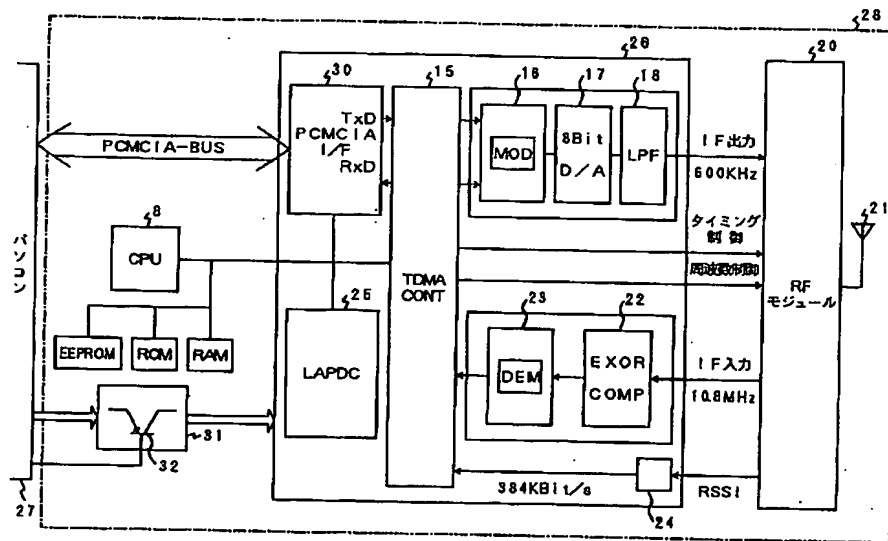 28
30
15
26
16
17
18
20
TxD
PCMCIA
I/F
RxD
PCMCIA-BUS
MOD
8Bit
D/A
LPF
IF出力
600KHz
8
CPU
タイミング
制御
周波数制御
21
パソコン
TDMA
CONT
RF
モジュール
EEPROM
ROM
RAM
25
LAPDC
23
22
DEM
EXOR
COMP
IF入力
10.8MHz
31
32
27
384KBit/s
24
RSSI